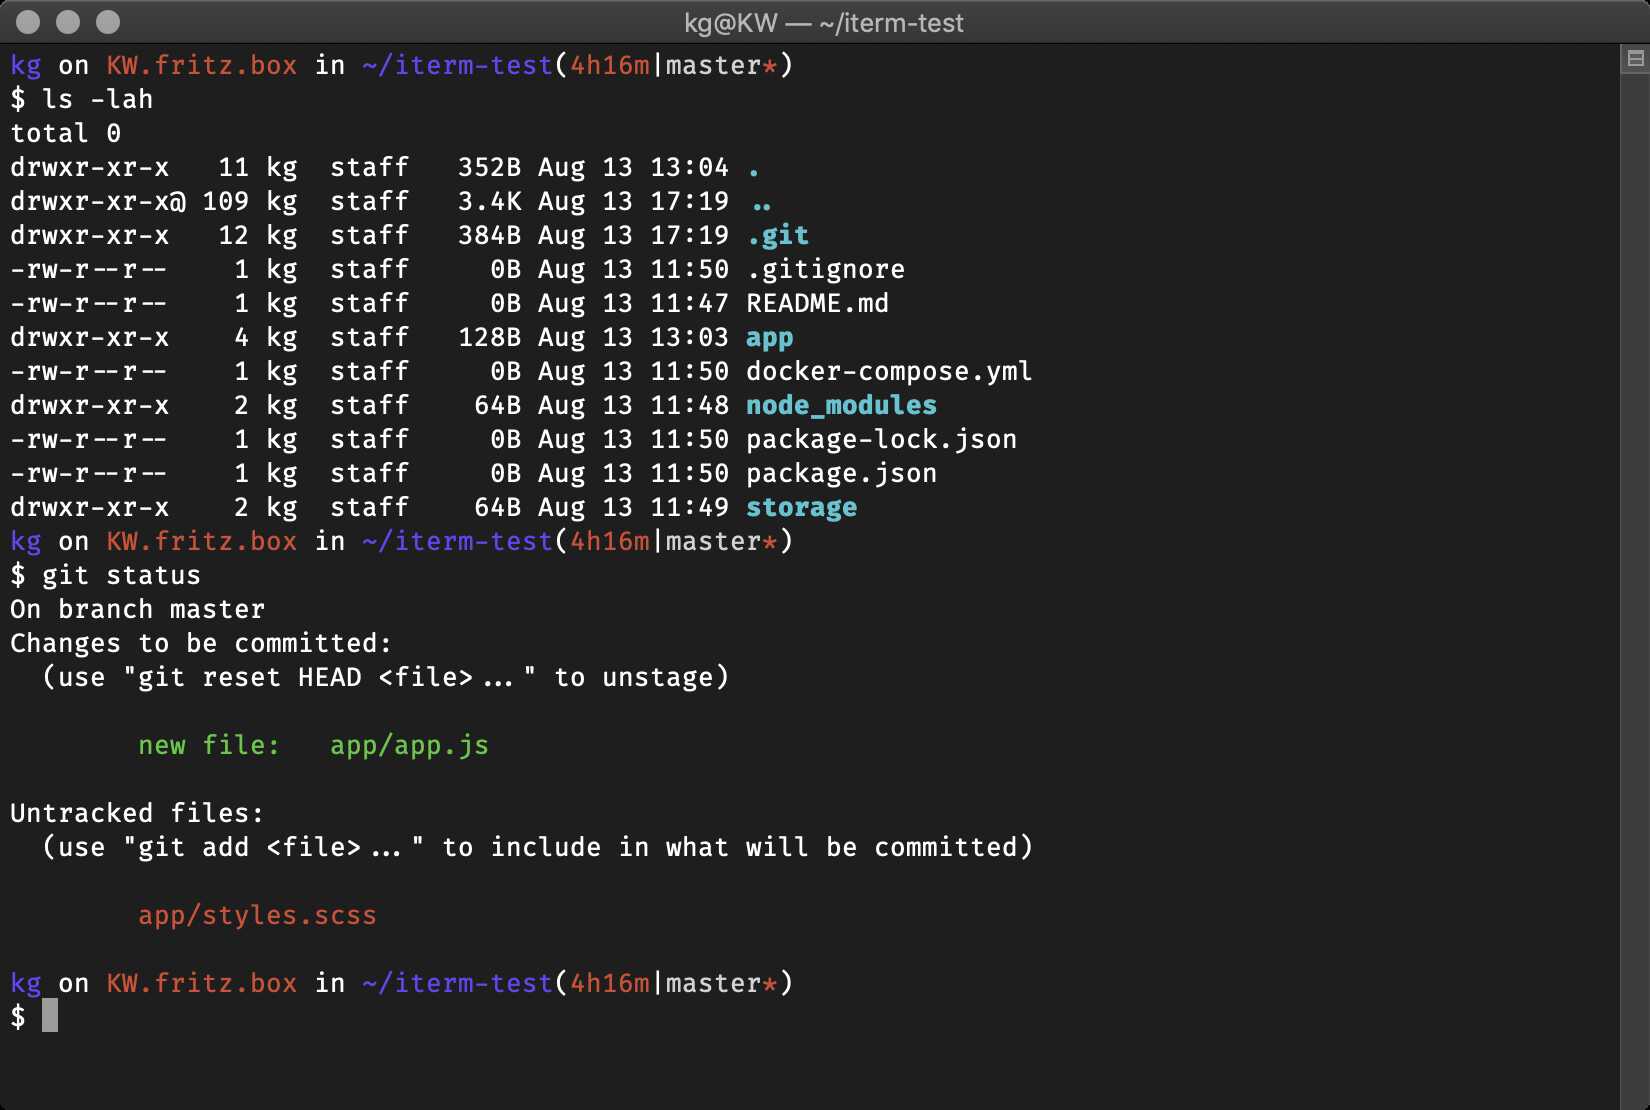 kg@KW — ~/iterm-test
kg on KW.fritz.box in ~/iterm-test(4h16m|master*)
$ ls -lah
total 0
drwxr-xr-x   11 kg  staff   352B Aug 13 13:04 .
drwxr-xr-x@ 109 kg  staff   3.4K Aug 13 17:19 ..
drwxr-xr-x   12 kg  staff   384B Aug 13 17:19 .git
-rw-r--r--    1 kg  staff     0B Aug 13 11:50 .gitignore
-rw-r--r--    1 kg  staff     0B Aug 13 11:47 README.md
drwxr-xr-x    4 kg  staff   128B Aug 13 13:03 app
-rw-r--r--    1 kg  staff     0B Aug 13 11:50 docker-compose.yml
drwxr-xr-x    2 kg  staff    64B Aug 13 11:48 node_modules
-rw-r--r--    1 kg  staff     0B Aug 13 11:50 package-lock.json
-rw-r--r--    1 kg  staff     0B Aug 13 11:50 package.json
drwxr-xr-x    2 kg  staff    64B Aug 13 11:49 storage
kg on KW.fritz.box in ~/iterm-test(4h16m|master*)
$ git status
On branch master
Changes to be committed:
  (use "git reset HEAD <file>..." to unstage)
        new file:   app/app.js
Untracked files:
  (use "git add <file>..." to include in what will be committed)
        app/styles.scss
kg on KW.fritz.box in ~/iterm-test(4h16m|master*)
$